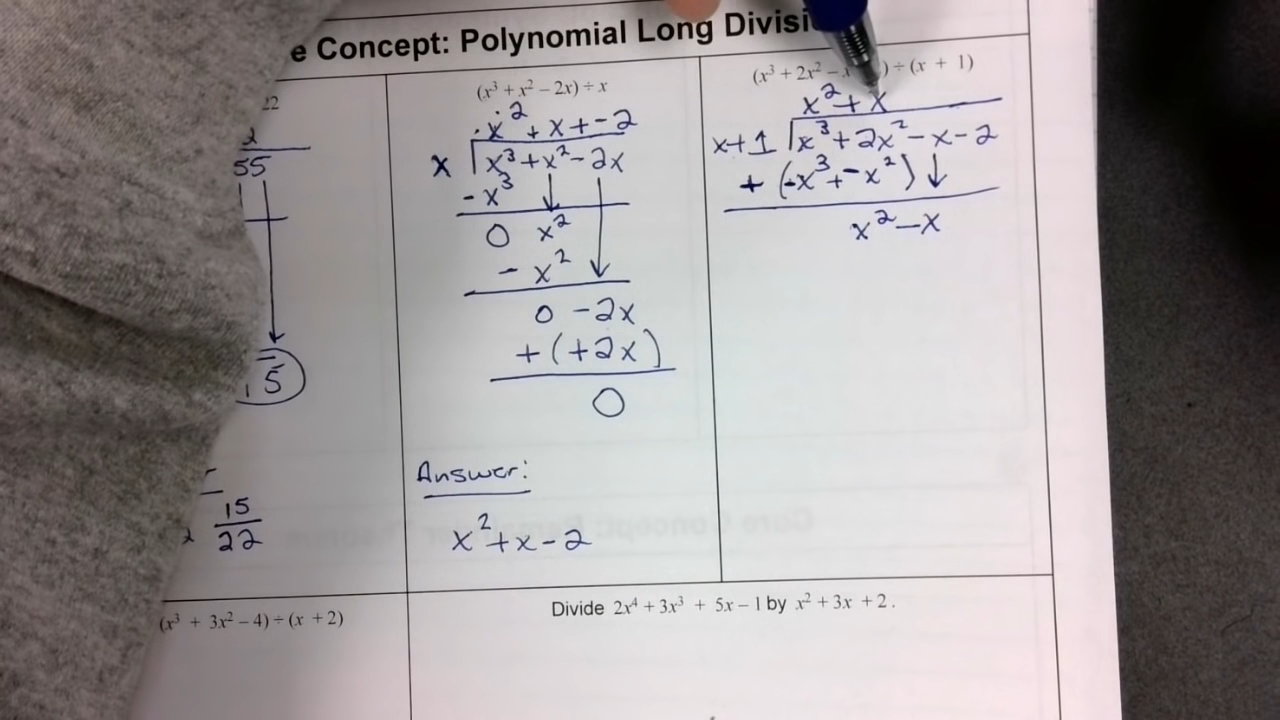 e Concept: Polynomial Long Divisi
22
2
55
15
15
22
(x³ + x² − 2x) ÷ x
x² + x + − 2
x | x³ + x² − 2x
− x³
0 x²
− x²
0 − 2x
+ (+2x)
0
Answer:
x² + x − 2
(x³ + 2x² − x ) ÷ (x + 1)
x² + x
x + 1 | x³ + 2x² − x − 2
+ (−x³ + −x²)
x² − x
(x³ + 3x² − 4) ÷ (x + 2)
Divide 2x⁴ + 3x³ + 5x − 1 by x² + 3x + 2.